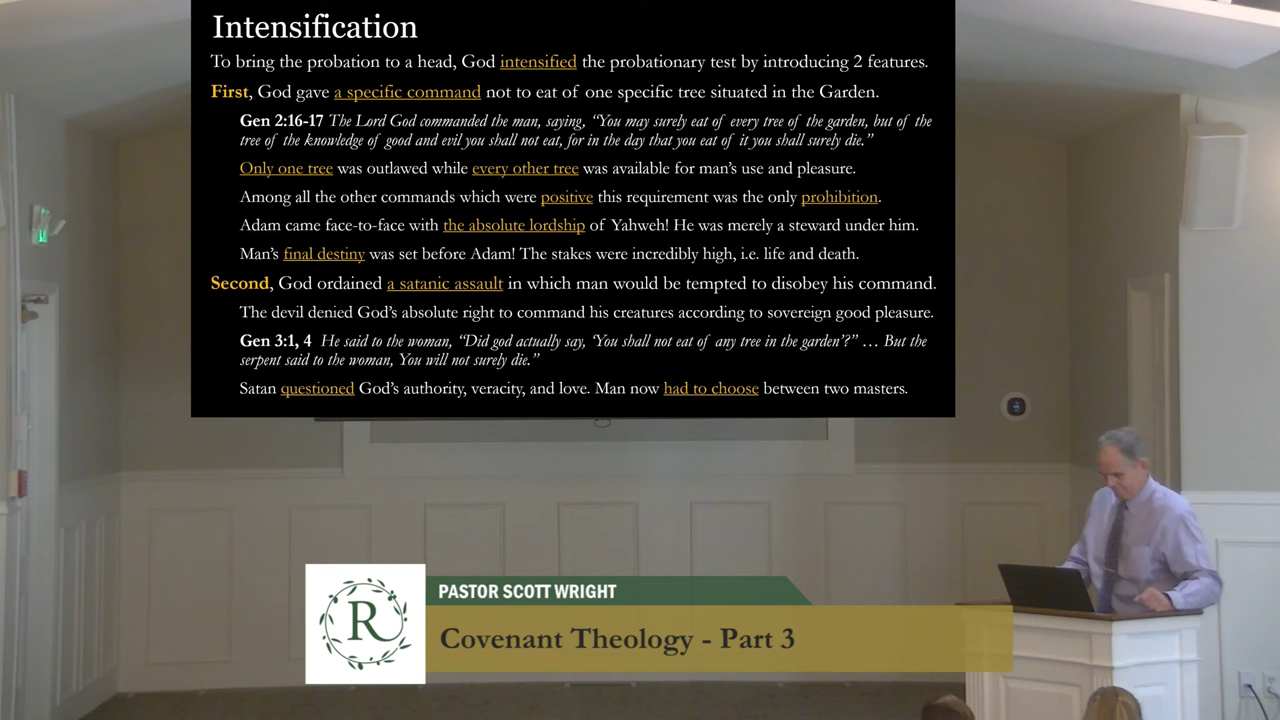 Intensification
To bring the probation to a head, God intensified the probationary test by introducing 2 features.
First, God gave a specific command not to eat of one specific tree situated in the Garden.
Gen 2:16-17 The Lord God commanded the man, saying, “You may surely eat of every tree of the garden, but of the
tree of the knowledge of good and evil you shall not eat, for in the day that you eat of it you shall surely die.”
Only one tree was outlawed while every other tree was available for man’s use and pleasure.
Among all the other commands which were positive this requirement was the only prohibition.
Adam came face-to-face with the absolute lordship of Yahweh! He was merely a steward under him.
Man’s final destiny was set before Adam! The stakes were incredibly high, i.e. life and death.
Second, God ordained a satanic assault in which man would be tempted to disobey his command.
The devil denied God’s absolute right to command his creatures according to sovereign good pleasure.
Gen 3:1, 4 He said to the woman, “Did god actually say, ‘You shall not eat of any tree in the garden’?” … But the
serpent said to the woman, You will not surely die.”
Satan questioned God’s authority, veracity, and love. Man now had to choose between two masters.
R
PASTOR SCOTT WRIGHT
Covenant Theology - Part 3